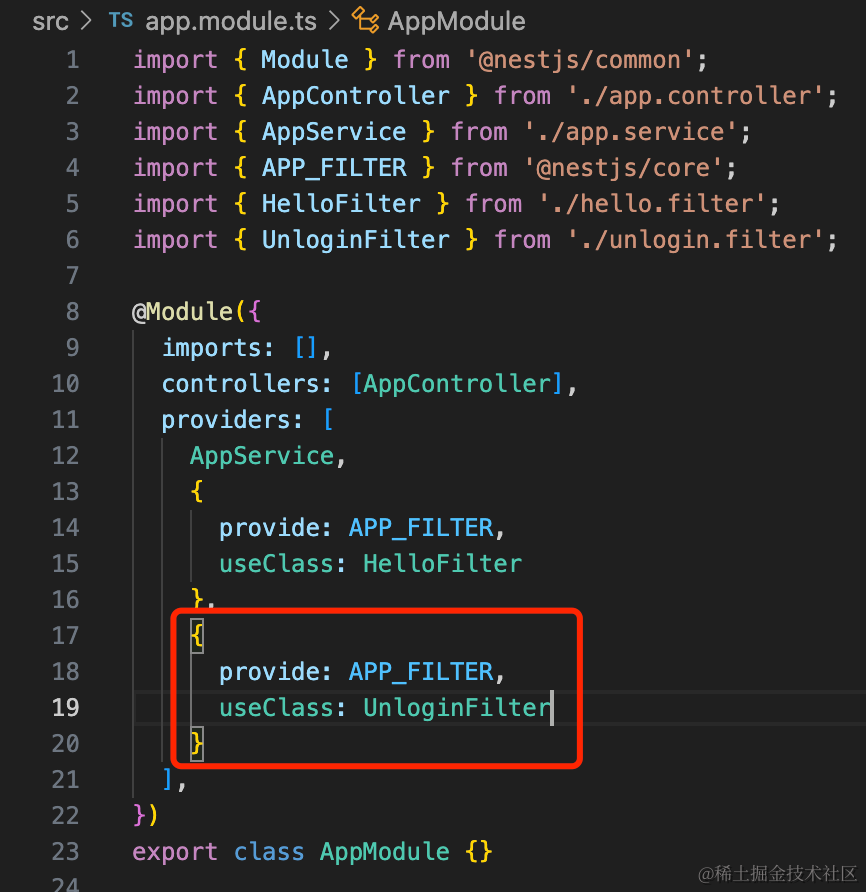 src > TS app.module.ts > AppModule
1 import { Module } from '@nestjs/common';
2 import { AppController } from './app.controller';
3 import { AppService } from './app.service';
4 import { APP_FILTER } from '@nestjs/core';
5 import { HelloFilter } from './hello.filter';
6 import { UnloginFilter } from './unlogin.filter';
7
8 @Module({
9 imports: [],
10 controllers: [AppController],
11 providers: [
12 AppService,
13 {
14 provide: APP_FILTER,
15 useClass: HelloFilter
16 },
17 {
18 provide: APP_FILTER,
19 useClass: UnloginFilter
20 }
21 ],
22 })
23 export class AppModule {}
24
@稀土掘金技术社区